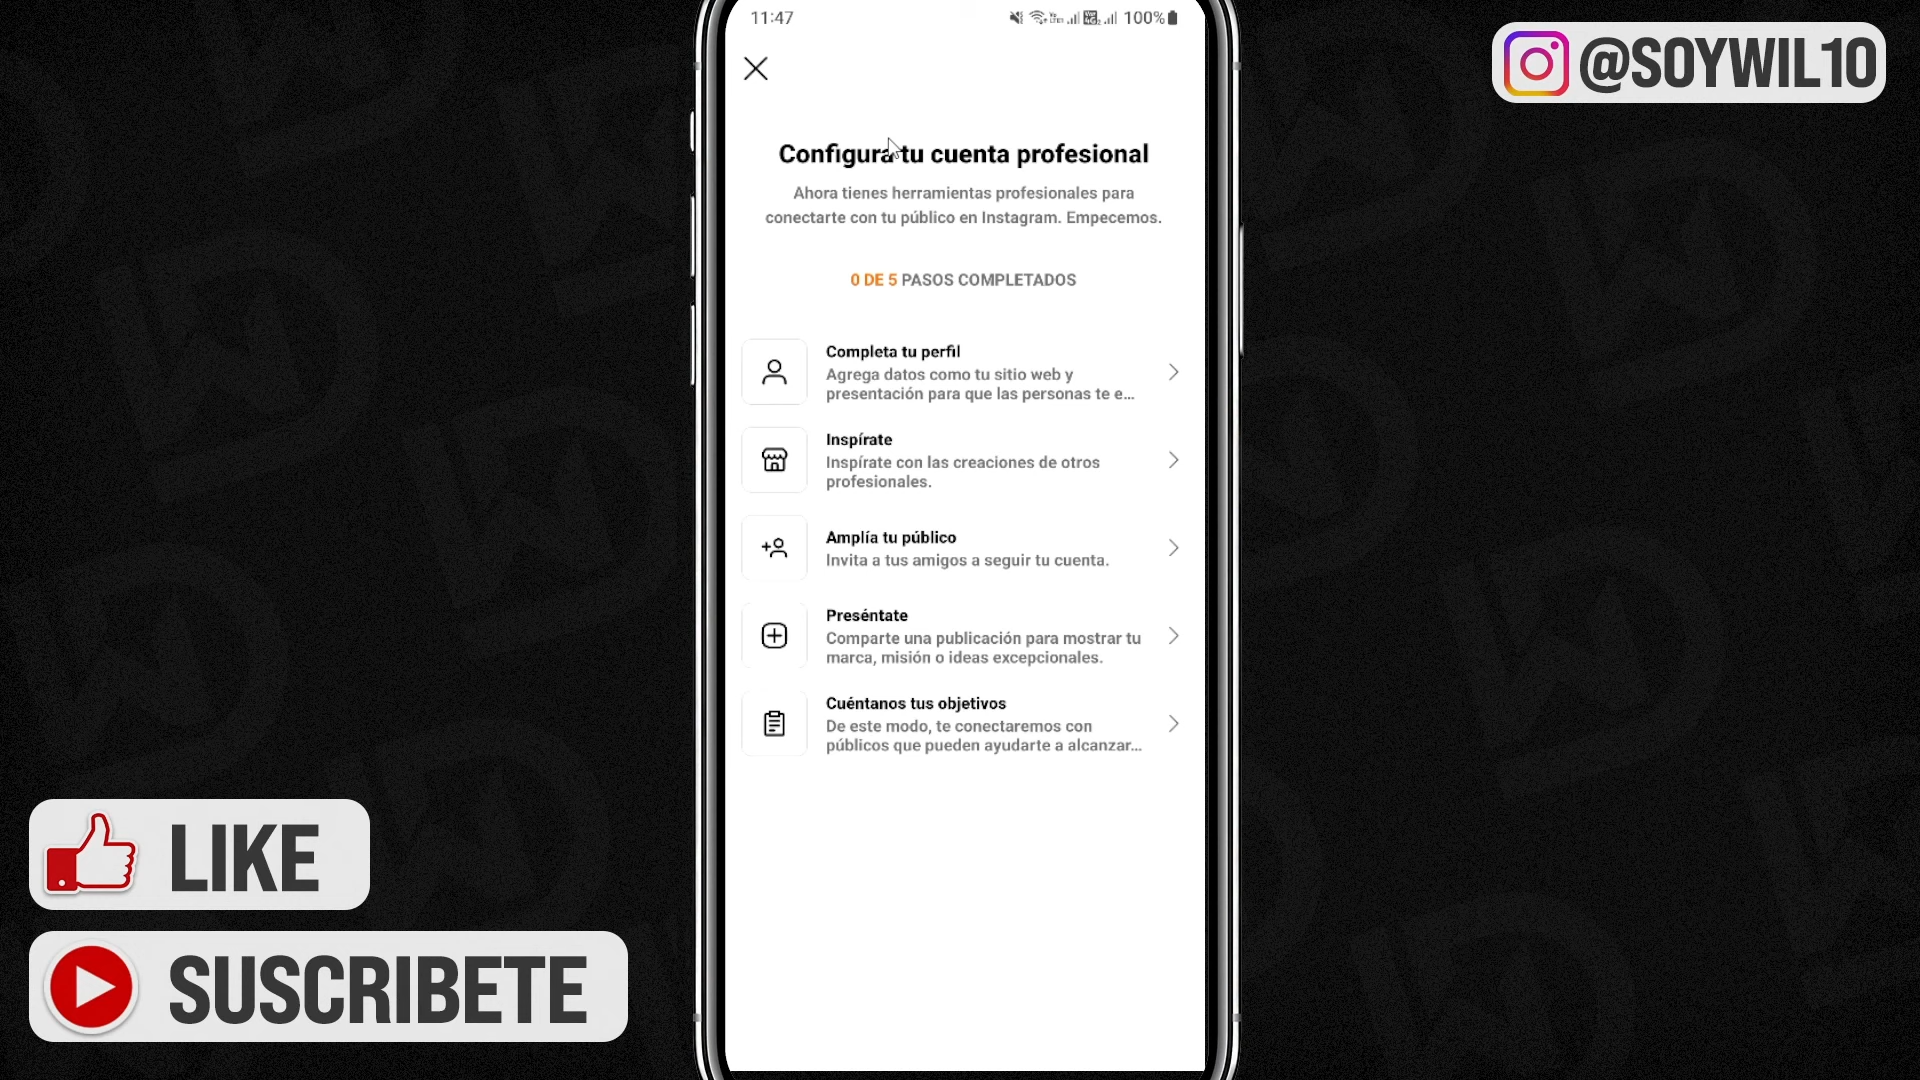 11:47
100%
@SOYWIL10
Configura tu cuenta profesional
Ahora tienes herramientas profesionales para
conectarte con tu público en Instagram. Empecemos.
0 DE 5 PASOS COMPLETADOS
Completa tu perfil
Agrega datos como tu sitio web y
presentación para que las personas te e...
Inspírate
Inspírate con las creaciones de otros
profesionales.
Amplía tu público
Invita a tus amigos a seguir tu cuenta.
Preséntate
Comparte una publicación para mostrar tu
marca, misión o ideas excepcionales.
Cuéntanos tus objetivos
De este modo, te conectaremos con
públicos que pueden ayudarte a alcanzar...
LIKE
SUSCRIBETE